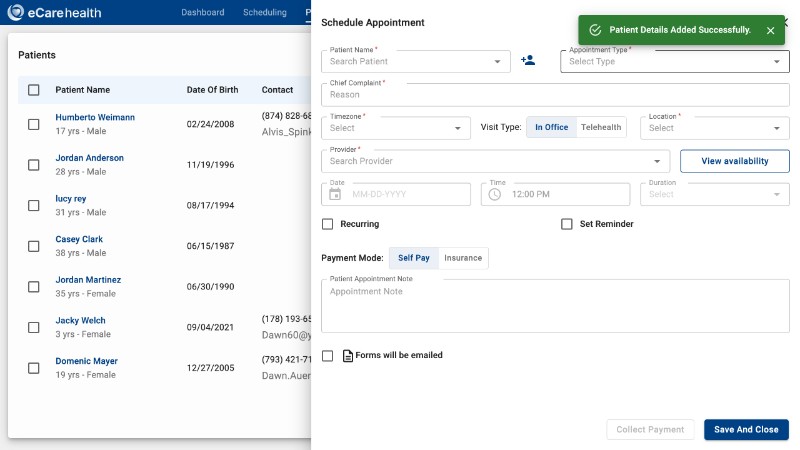 eCarehealth
Dashboard
Scheduling
Patients
Patient Name
Date Of Birth
Contact
Humberto Weimann
17 yrs - Male
02/24/2008
(874) 828-68
Alvis_Spink
Jordan Anderson
28 yrs - Male
11/19/1996
lucy rey
31 yrs - Male
08/17/1994
Casey Clark
38 yrs - Male
06/15/1987
Jordan Martinez
35 yrs - Female
06/30/1990
Jacky Welch
3 yrs - Female
09/04/2021
(178) 193-65
Dawn60@y
Domenic Mayer
19 yrs - Female
12/27/2005
(793) 421-71
Dawn.Auer
Schedule Appointment
Patient Details Added Successfully.
Patient Name *
Search Patient
Appointment Type *
Select Type
Chief Complaint *
Reason
Timezone *
Select
Visit Type:
In Office
Telehealth
Location *
Select
Provider *
Search Provider
View availability
Date
MM-DD-YYYY
Time
12:00 PM
Duration
Select
Recurring
Set Reminder
Payment Mode:
Self Pay
Insurance
Patient Appointment Note
Appointment Note
Forms will be emailed
Collect Payment
Save And Close